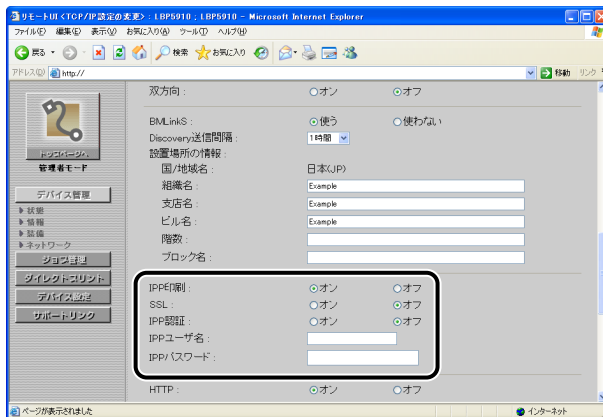 リモートUI <TCP/IP設定の変更> : LBP5910 ; LBP5910 - Microsoft Internet Explorer
ファイル(F) 編集(E) 表示(V) お気に入り(A) ツール(T) ヘルプ(H)
戻る 検索 お気に入り
アドレス(D) http:// 移動 リンク
双方向 : オン オフ
BMLinkS : 使う 使わない
Discovery送信間隔 : 1時間
設置場所の情報 :
国/地域名 : 日本(JP)
組織名 : Example
支店名 : Example
ビル名 : Example
階数 :
ブロック名 :
IPP印刷 : オン オフ
SSL : オン オフ
IPP認証 : オン オフ
IPPユーザ名 :
IPPパスワード :
HTTP : オン オフ
トップページへ
管理者モード
デバイス管理
状態
情報
装備
ネットワーク
ジョブ管理
ダイレクトプリント
デバイス設定
サポートリンク
ページが表示されました インターネット